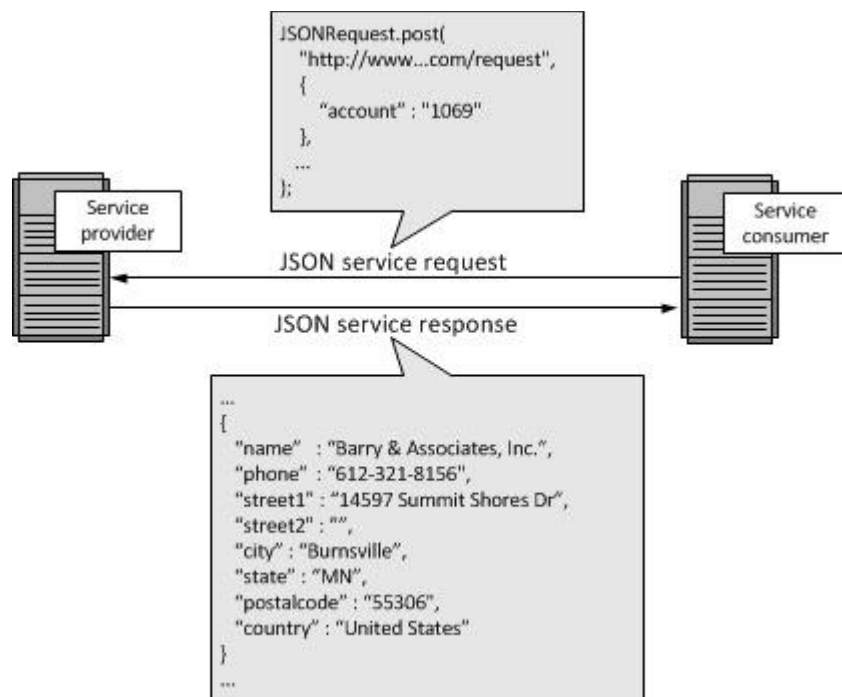 JSONRequest.post(
"http://www...com/request",
{
"account" : "1069"
},
...
};
Service
provider
Service
consumer
JSON service request
JSON service response
...
{
"name" : "Barry & Associates, Inc.",
"phone" : "612-321-8156",
"street1" : "14597 Summit Shores Dr",
"street2" : "",
"city" : "Burnsville",
"state" : "MN",
"postalcode" : "55306",
"country" : "United States"
}
...